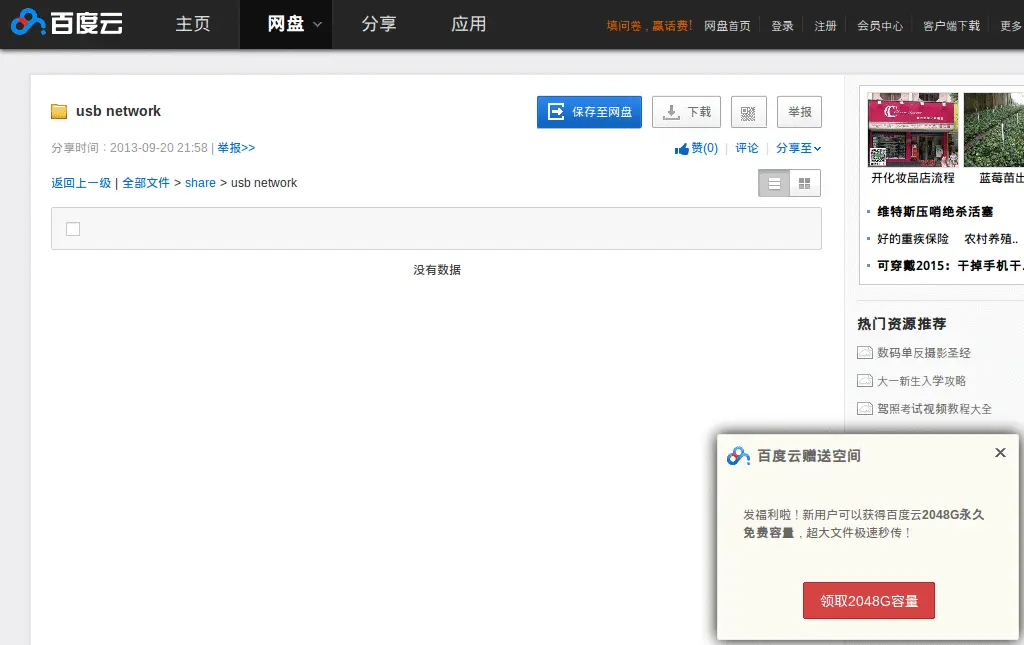 百度云
主页
网盘
分享
应用
填问卷，赢话费!
网盘首页
登录
注册
会员中心
客户端下载
更多
usb network
保存至网盘
下载
举报
分享时间：2013-09-20 21:58 | 举报>>
赞(0)
评论
分享至
返回上一级 | 全部文件 > share > usb network
没有数据
开化妆品店流程
蓝莓苗出
维特斯压哨绝杀活塞
好的重疾保险 农村养殖..
可穿戴2015：干掉手机干.
热门资源推荐
数码单反摄影圣经
大一新生入学攻略
驾照考试视频教程大全
百度云赠送空间
发福利啦！新用户可以获得百度云2048G永久
免费容量，超大文件极速秒传！
领取2048G容量